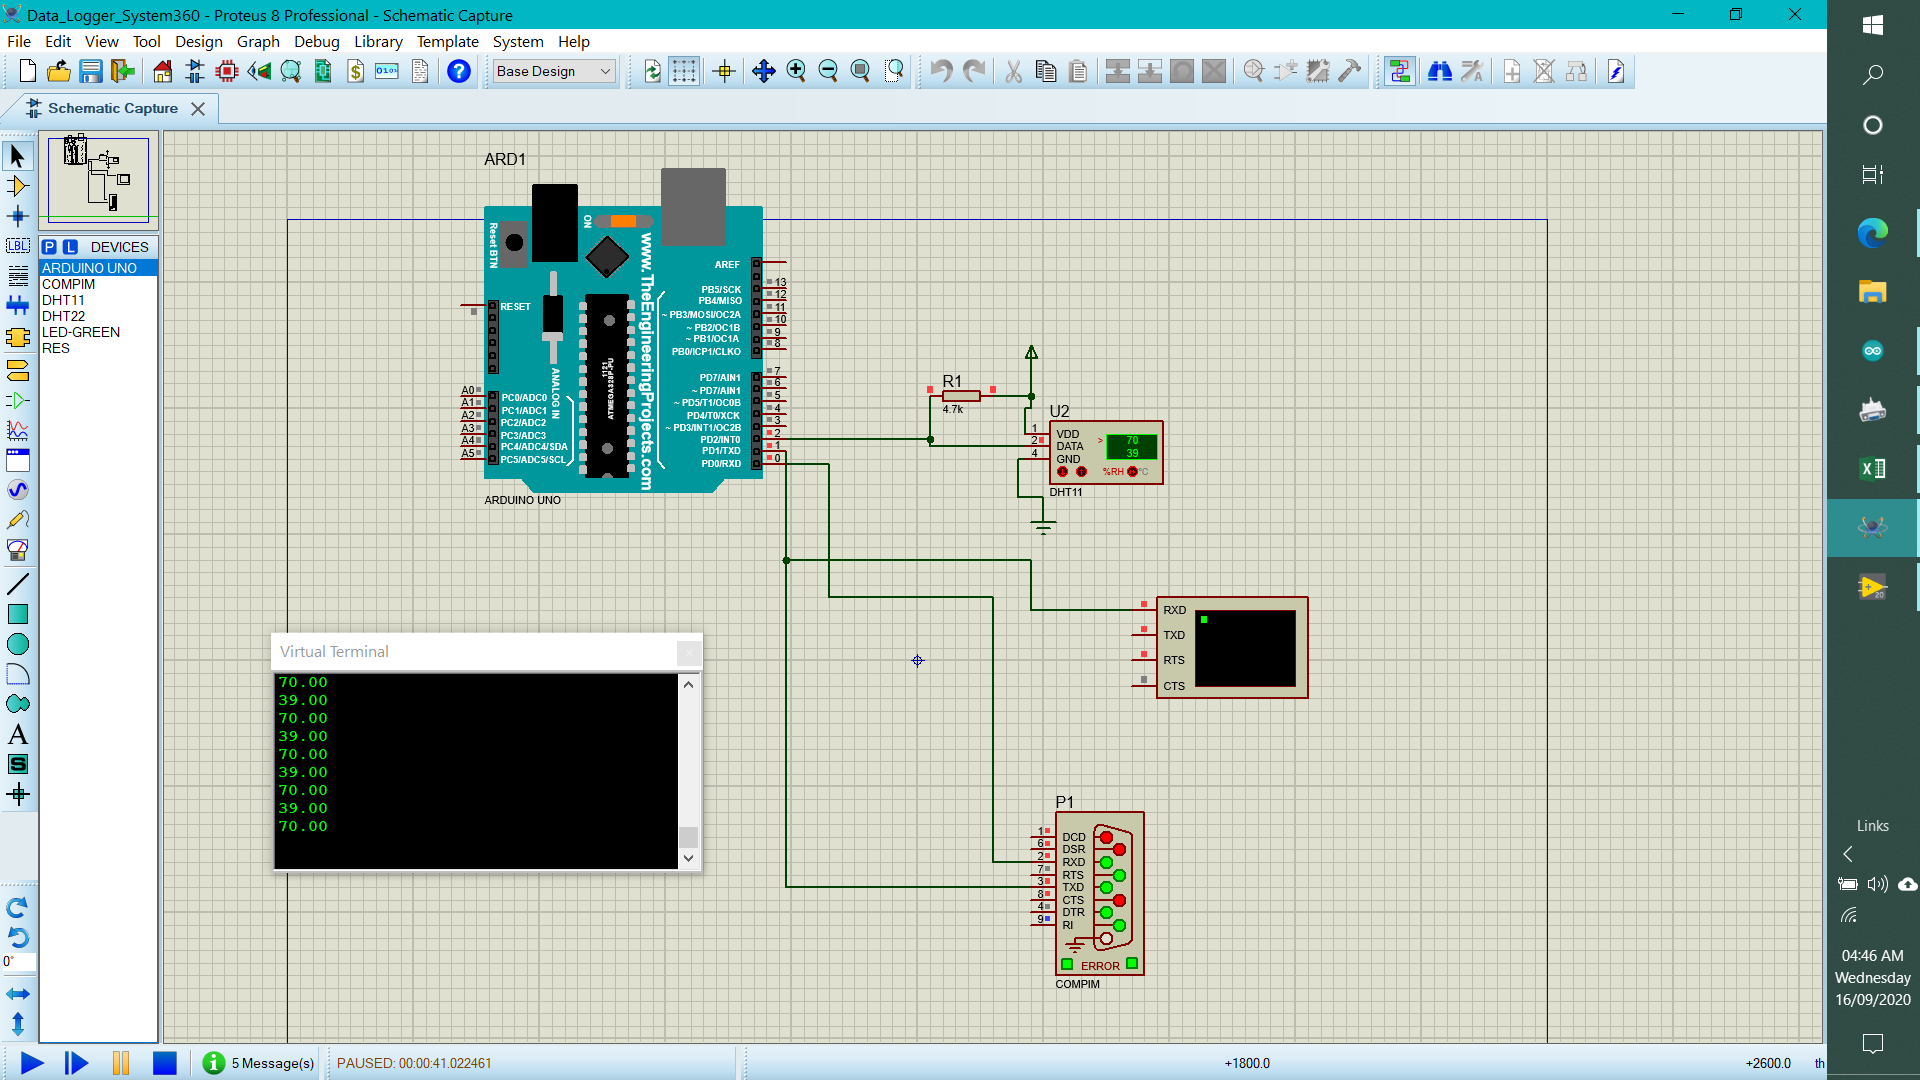 Data_Logger_System360 - Proteus 8 Professional - Schematic Capture
File Edit View Tool Design Graph Debug Library Template System Help
Base Design
Schematic Capture
LBL
P L DEVICES
ARDUINO UNO
COMPIM
DHT11
DHT22
LED-GREEN
RES
ARD1
Reset BTN
ON
www.TheEngineeringProjects.com
RESET
ANALOG IN
1121
ATMEGA328P-PU
AREF
PB5/SCK 13
PB4/MISO 12
~ PB3/MOSI/OC2A 11
~ PB2/OC1B 10
~ PB1/OC1A 9
PB0/ICP1/CLKO 8
PD7/AIN1 7
~ PD7/AIN1 6
~ PD5/T1/OC0B 5
PD4/T0/XCK 4
~ PD3/INT1/OC2B 3
PD2/INT0 2
PD1/TXD 1
PD0/RXD 0
A0 PC0/ADC0
A1 PC1/ADC1
A2 PC2/ADC2
A3 PC3/ADC3
A4 PC4/ADC4/SDA
A5 PC5/ADC5/SCL
ARDUINO UNO
R1
4.7k
U2
1 VDD
2 DATA
4 GND
> 70
39
%RH °C
DHT11
RXD
TXD
RTS
CTS
Virtual Terminal
70.00
39.00
70.00
39.00
70.00
39.00
70.00
39.00
70.00
P1
1 DCD
6 DSR
2 RXD
7 RTS
3 TXD
8 CTS
4 DTR
9 RI
ERROR
COMPIM
0°
5 Message(s)
PAUSED: 00:00:41.022461
+1800.0
+2600.0
th
Links
04:46 AM
Wednesday
16/09/2020